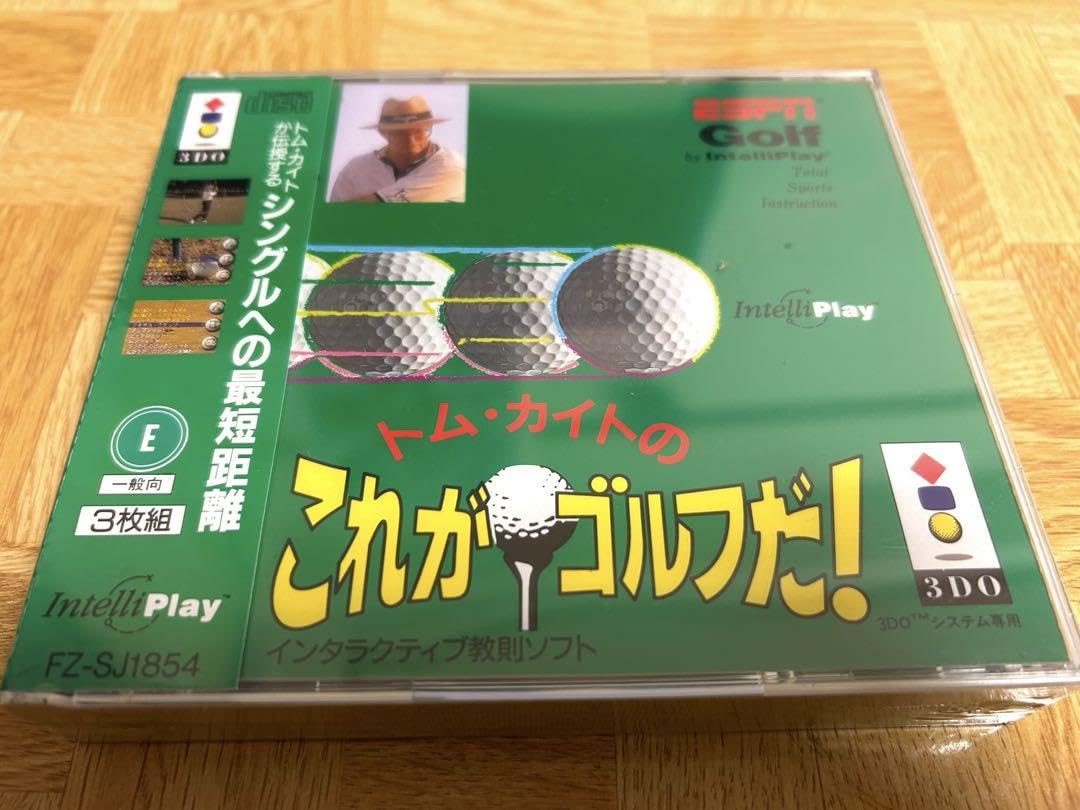 3DO
disc
トム・カイト
が伝授する
シングルへの最短距離
E
一般向
3枚組
IntelliPlay™
FZ-SJ1854
ESPN
Golf
by IntelliPlay
Total
Sports
Instruction
IntelliPlay
トム・カイトの
これがゴルフだ!
インタラクティブ教則ソフト
3DO
3DO™システム専用